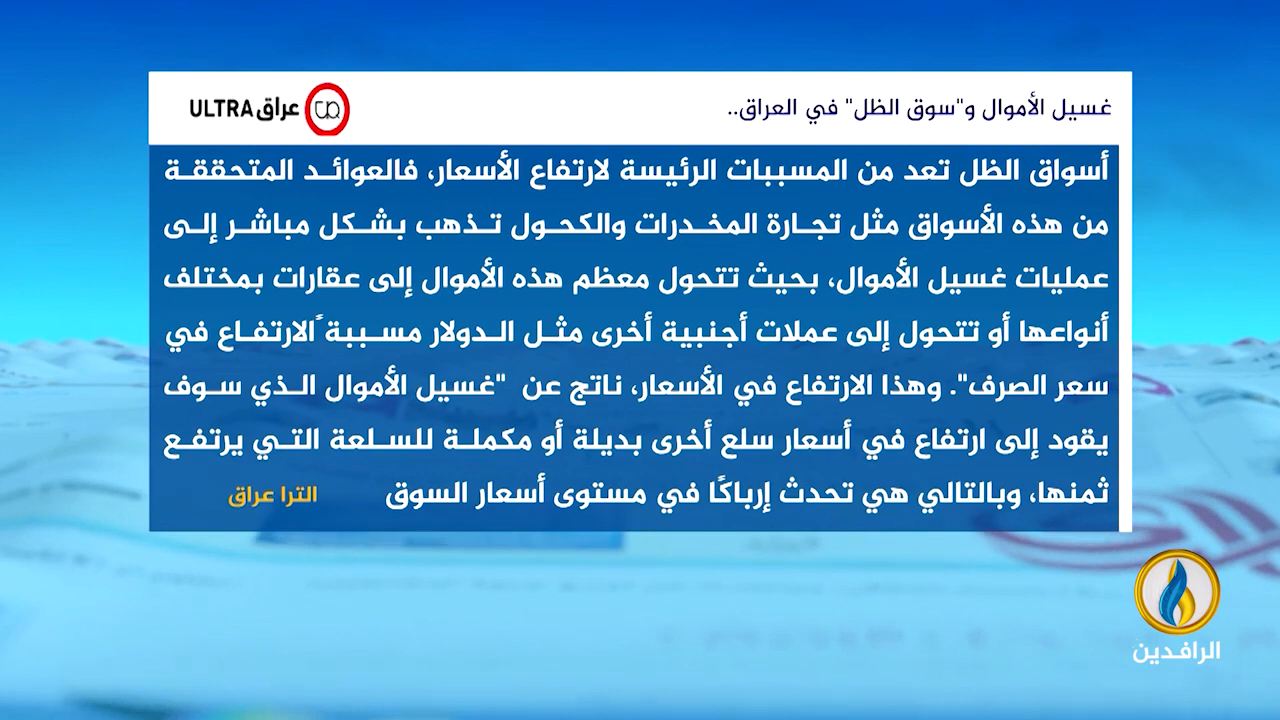 غسيل الأموال و"سوق الظل" في العراق..
عراق ULTRA
أسواق الظل تعد من المسببات الرئيسة لارتفاع الأسعار، فالعوائد المتحققة
من هذه الأسواق مثل تجارة المخدرات والكحول تذهب بشكل مباشر إلى
عمليات غسيل الأموال، بحيث تتحول معظم هذه الأموال إلى عقارات بمختلف
أنواعها أو تتحول إلى عملات أجنبية أخرى مثل الدولار مسببةً الارتفاع في
سعر الصرف". وهذا الارتفاع في الأسعار، ناتج عن "غسيل الأموال الذي سوف
يقود إلى ارتفاع في أسعار سلع أخرى بديلة أو مكملة للسلعة التي يرتفع
ثمنها، وبالتالي هي تحدث إرباكًا في مستوى أسعار السوق
الترا عراق
الرافدين